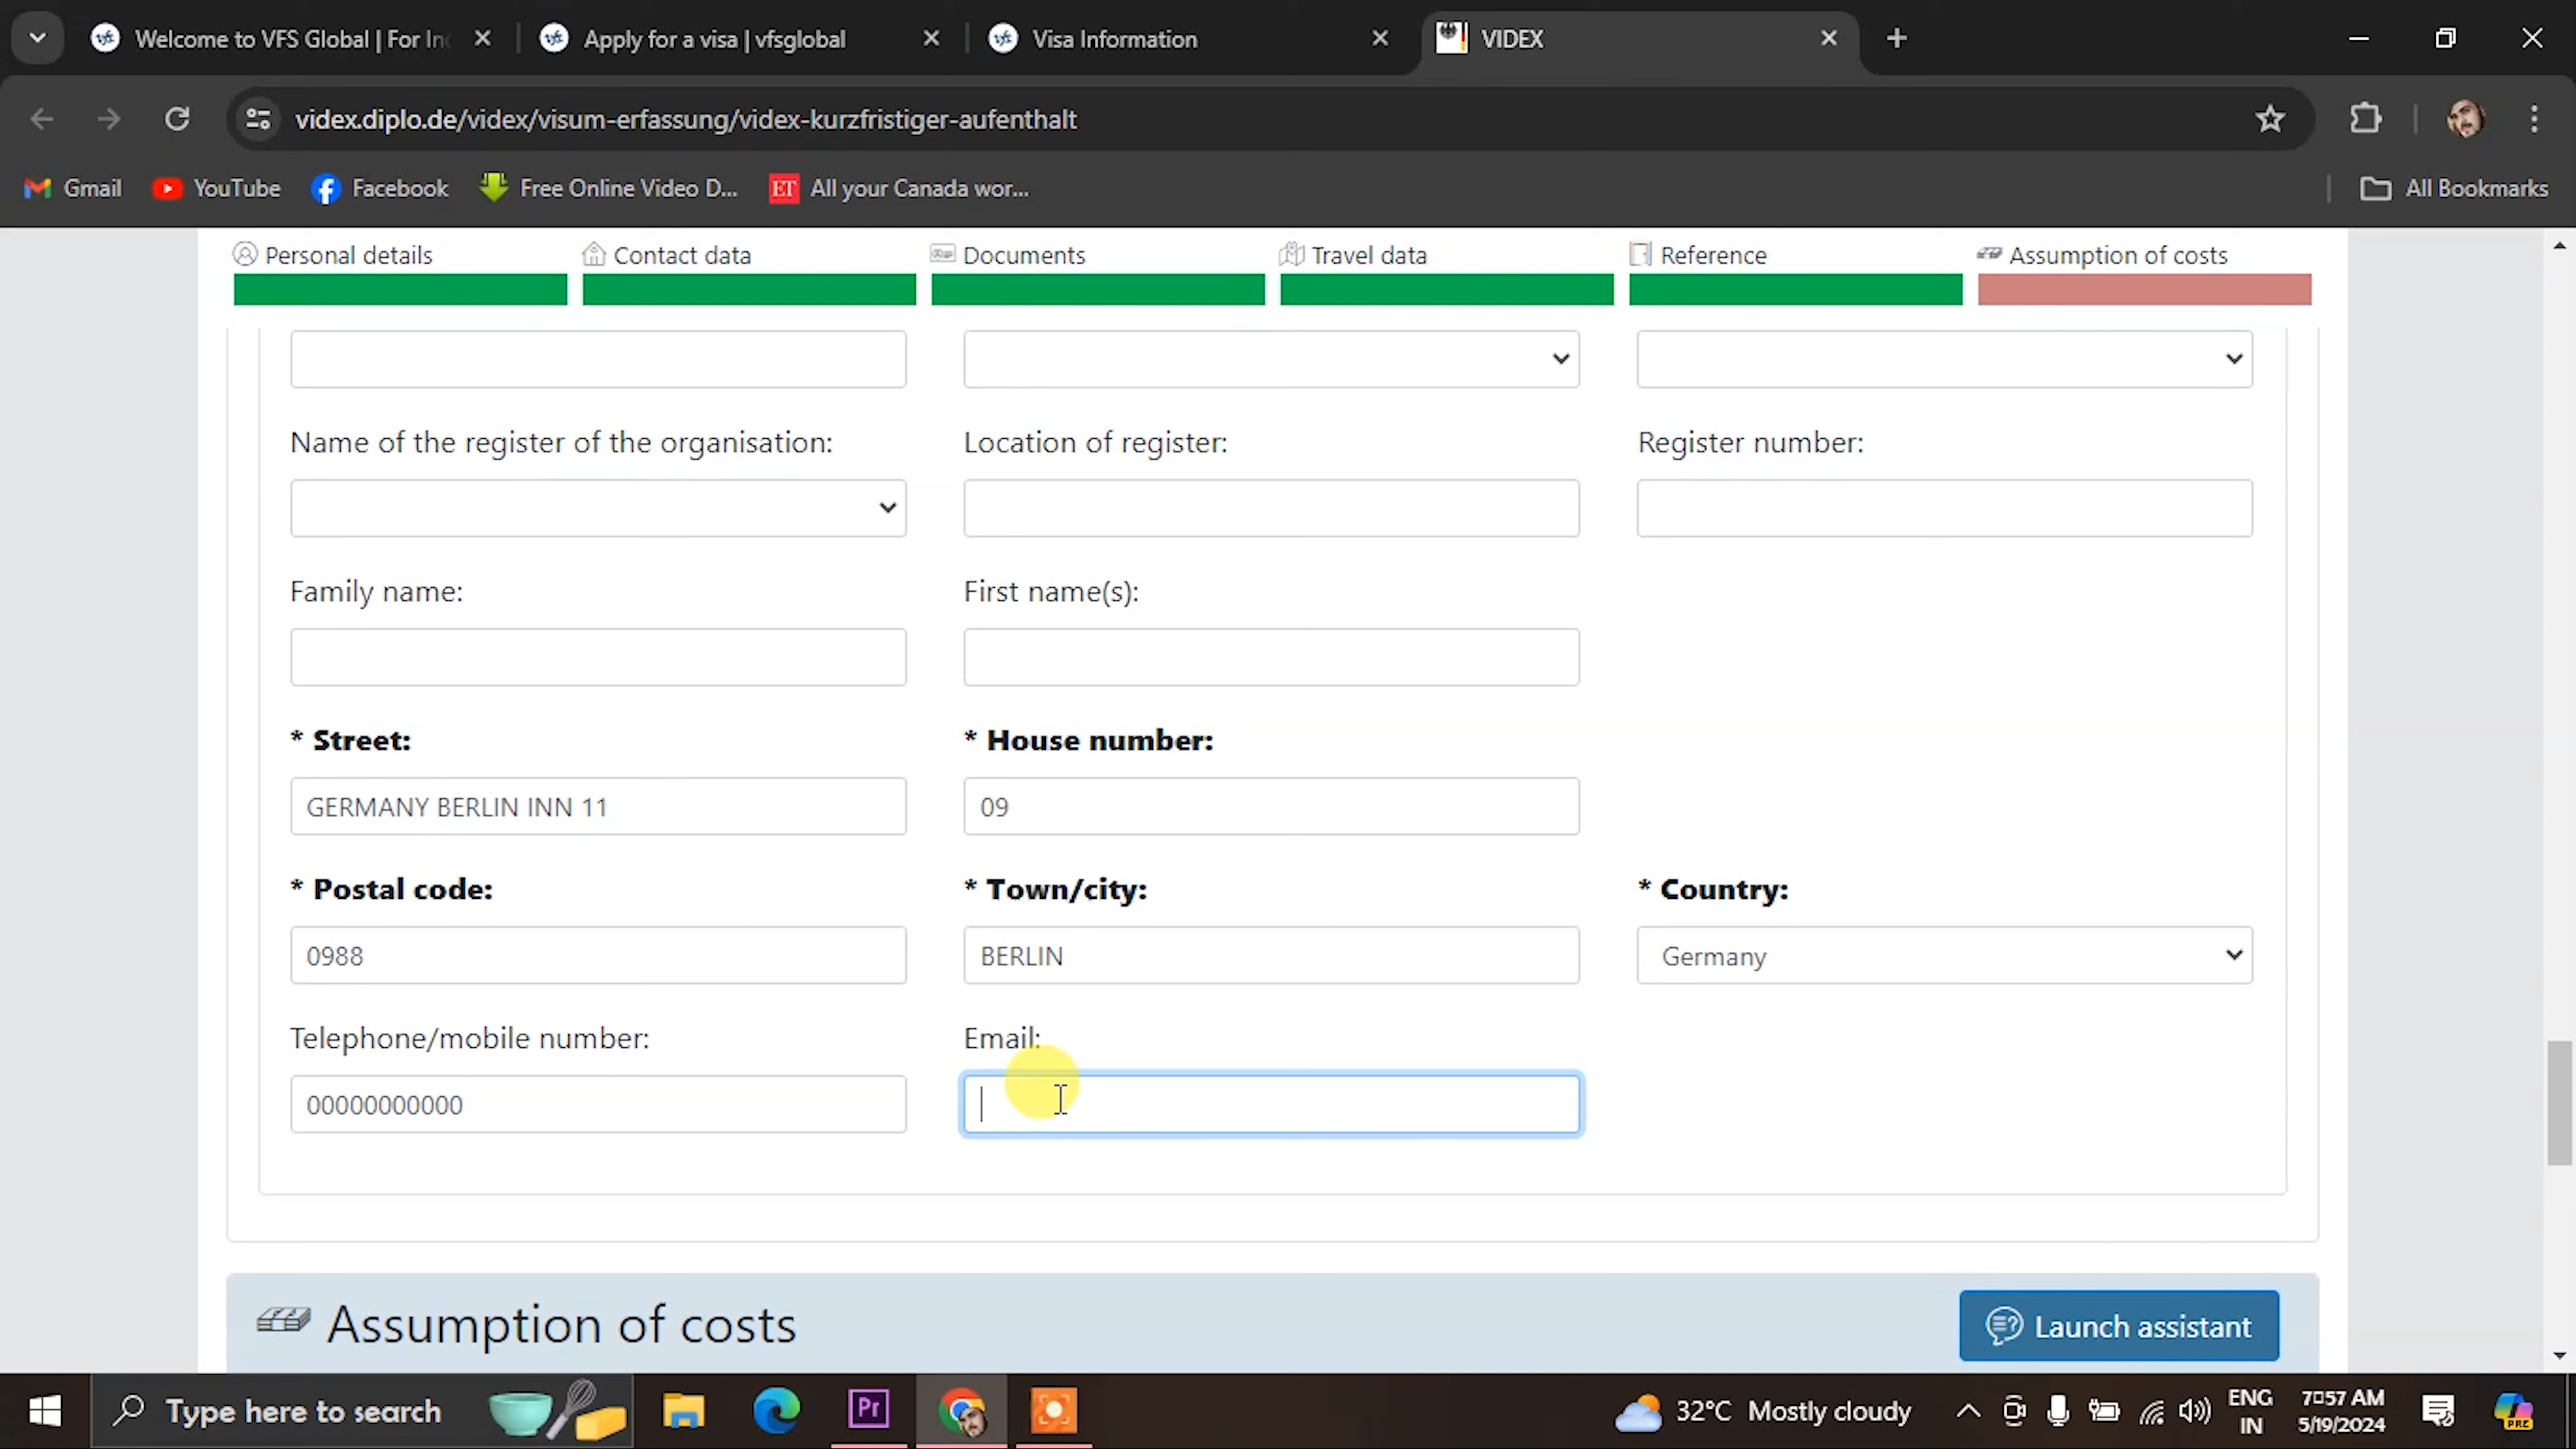 Welcome to VFS Global | For In
Apply for a visa | vfsglobal
Visa Information
VIDEX
videx.diplo.de/videx/visum-erfassung/videx-kurzfristiger-aufenthalt
Gmail
YouTube
Facebook
Free Online Video D...
ET
All your Canada wor...
All Bookmarks
Personal details
Contact data
Documents
Travel data
Reference
Assumption of costs
Name of the register of the organisation:
Location of register:
Register number:
Family name:
First name(s):
* Street:
* House number:
GERMANY BERLIN INN 11
09
* Postal code:
* Town/city:
* Country:
0988
BERLIN
Germany
Telephone/mobile number:
Email:
00000000000
Assumption of costs
Launch assistant
Type here to search
Pr
32°C Mostly cloudy
ENG
IN
7:57 AM
5/19/2024
PRE